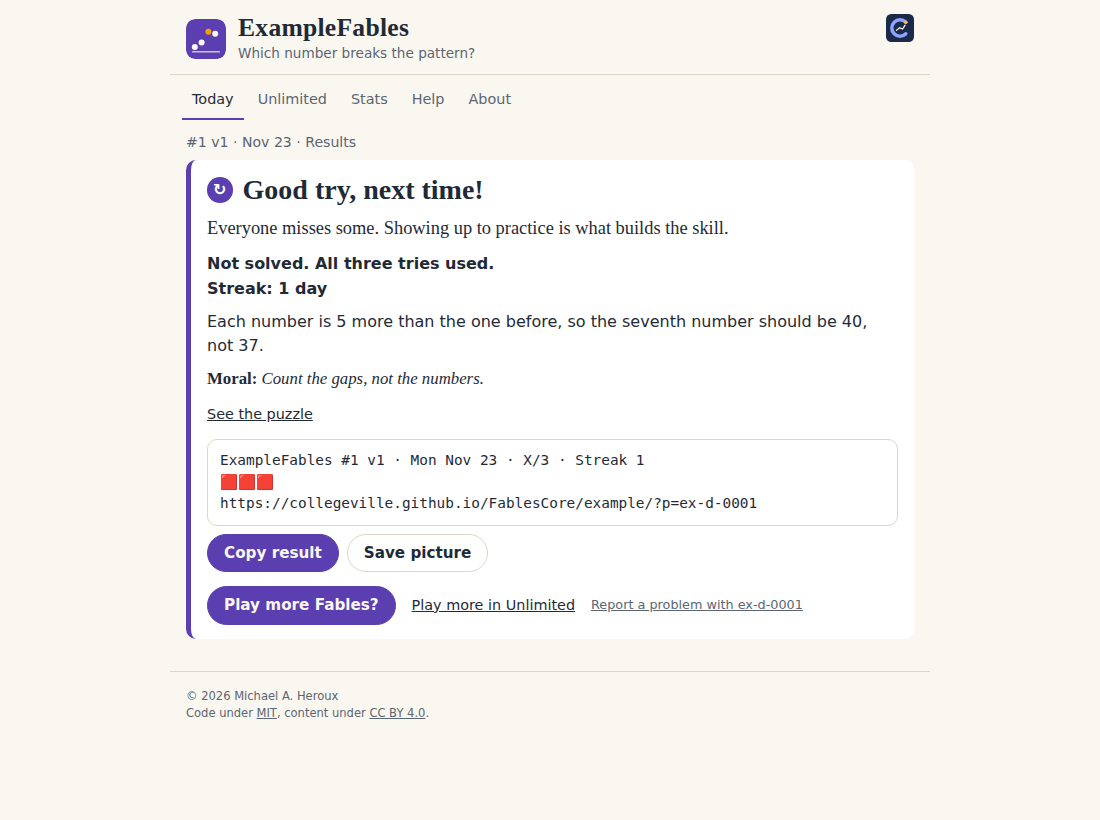 ExampleFables
Which number breaks the pattern?
Today Unlimited Stats Help About
#1 v1 · Nov 23 · Results
↻ Good try, next time!
Everyone misses some. Showing up to practice is what builds the skill.
Not solved. All three tries used.
Streak: 1 day
Each number is 5 more than the one before, so the seventh number should be 40,
not 37.
Moral: Count the gaps, not the numbers.
See the puzzle
ExampleFables #1 v1 · Mon Nov 23 · X/3 · Streak 1
🟥🟥🟥
https://collegeville.github.io/FablesCore/example/?p=ex-d-0001
Copy result Save picture
Play more Fables? Play more in Unlimited Report a problem with ex-d-0001
© 2026 Michael A. Heroux
Code under MIT, content under CC BY 4.0.